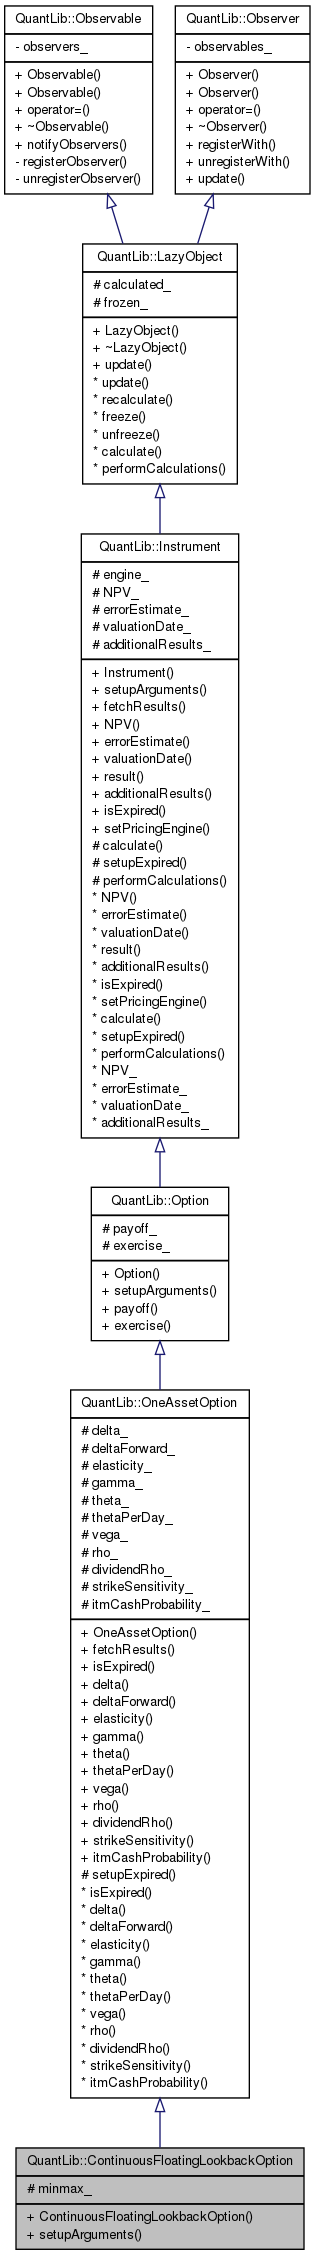 QuantLib::Observable
- observers_
+ Observable()
+ Observable()
+ operator=()
+ ~Observable()
+ notifyObservers()
- registerObserver()
- unregisterObserver()
QuantLib::Observer
- observables_
+ Observer()
+ Observer()
+ operator=()
+ ~Observer()
+ registerWith()
+ unregisterWith()
+ update()
QuantLib::LazyObject
# calculated_
# frozen_
+ LazyObject()
+ ~LazyObject()
+ update()
* update()
* recalculate()
* freeze()
* unfreeze()
* calculate()
* performCalculations()
QuantLib::Instrument
# engine_
# NPV_
# errorEstimate_
# valuationDate_
# additionalResults_
+ Instrument()
+ setupArguments()
+ fetchResults()
+ NPV()
+ errorEstimate()
+ valuationDate()
+ result()
+ additionalResults()
+ isExpired()
+ setPricingEngine()
# calculate()
# setupExpired()
# performCalculations()
* NPV()
* errorEstimate()
* valuationDate()
* result()
* additionalResults()
* isExpired()
* setPricingEngine()
* calculate()
* setupExpired()
* performCalculations()
* NPV_
* errorEstimate_
* valuationDate_
* additionalResults_
QuantLib::Option
# payoff_
# exercise_
+ Option()
+ setupArguments()
+ payoff()
+ exercise()
QuantLib::OneAssetOption
# delta_
# deltaForward_
# elasticity_
# gamma_
# theta_
# thetaPerDay_
# vega_
# rho_
# dividendRho_
# strikeSensitivity_
# itmCashProbability_
+ OneAssetOption()
+ fetchResults()
+ isExpired()
+ delta()
+ deltaForward()
+ elasticity()
+ gamma()
+ theta()
+ thetaPerDay()
+ vega()
+ rho()
+ dividendRho()
+ strikeSensitivity()
+ itmCashProbability()
# setupExpired()
* isExpired()
* delta()
* deltaForward()
* elasticity()
* gamma()
* theta()
* thetaPerDay()
* vega()
* rho()
* dividendRho()
* strikeSensitivity()
* itmCashProbability()
QuantLib::ContinuousFloatingLookbackOption
# minmax_
+ ContinuousFloatingLookbackOption()
+ setupArguments()